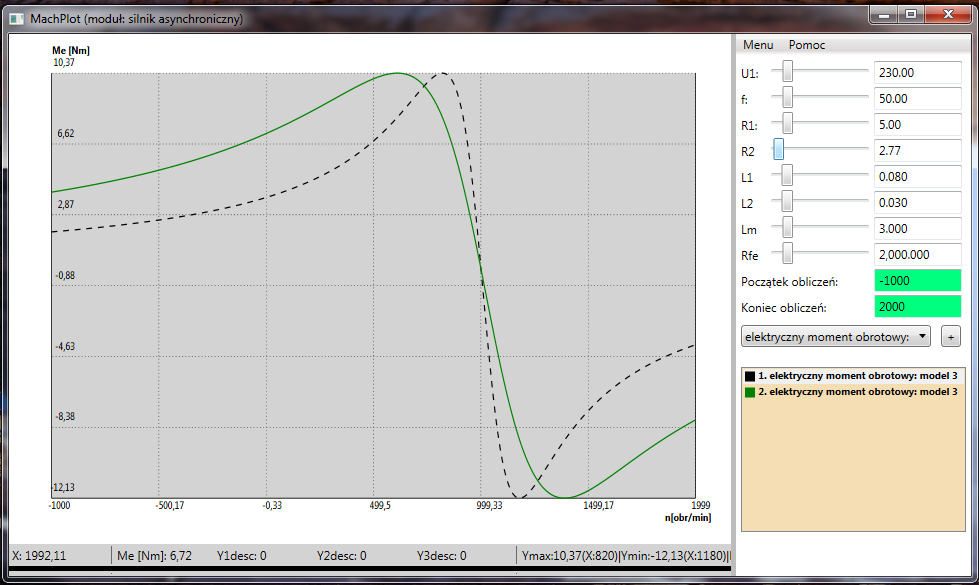 MachPlot (moduł: silnik asynchroniczny)
Menu Pomoc
Me [Nm]
10,37
6,62
2,87
-0,88
-4,63
-8,38
-12,13
-1000 -500,17 -0,33 499,5 999,33 1499,17 1999
n[obr/min]
U1: 230.00
f: 50.00
R1: 5.00
R2 2.77
L1 0.080
L2 0.030
Lm 3.000
Rfe 2,000.000
Początek obliczeń: -1000
Koniec obliczeń: 2000
elektryczny moment obrotowy: +
1. elektryczny moment obrotowy: model 3
2. elektryczny moment obrotowy: model 3
X: 1992,11 Me [Nm]: 6,72 Y1desc: 0 Y2desc: 0 Y3desc: 0 Ymax:10,37(X:820)|Ymin:-12,13(X:1180)|